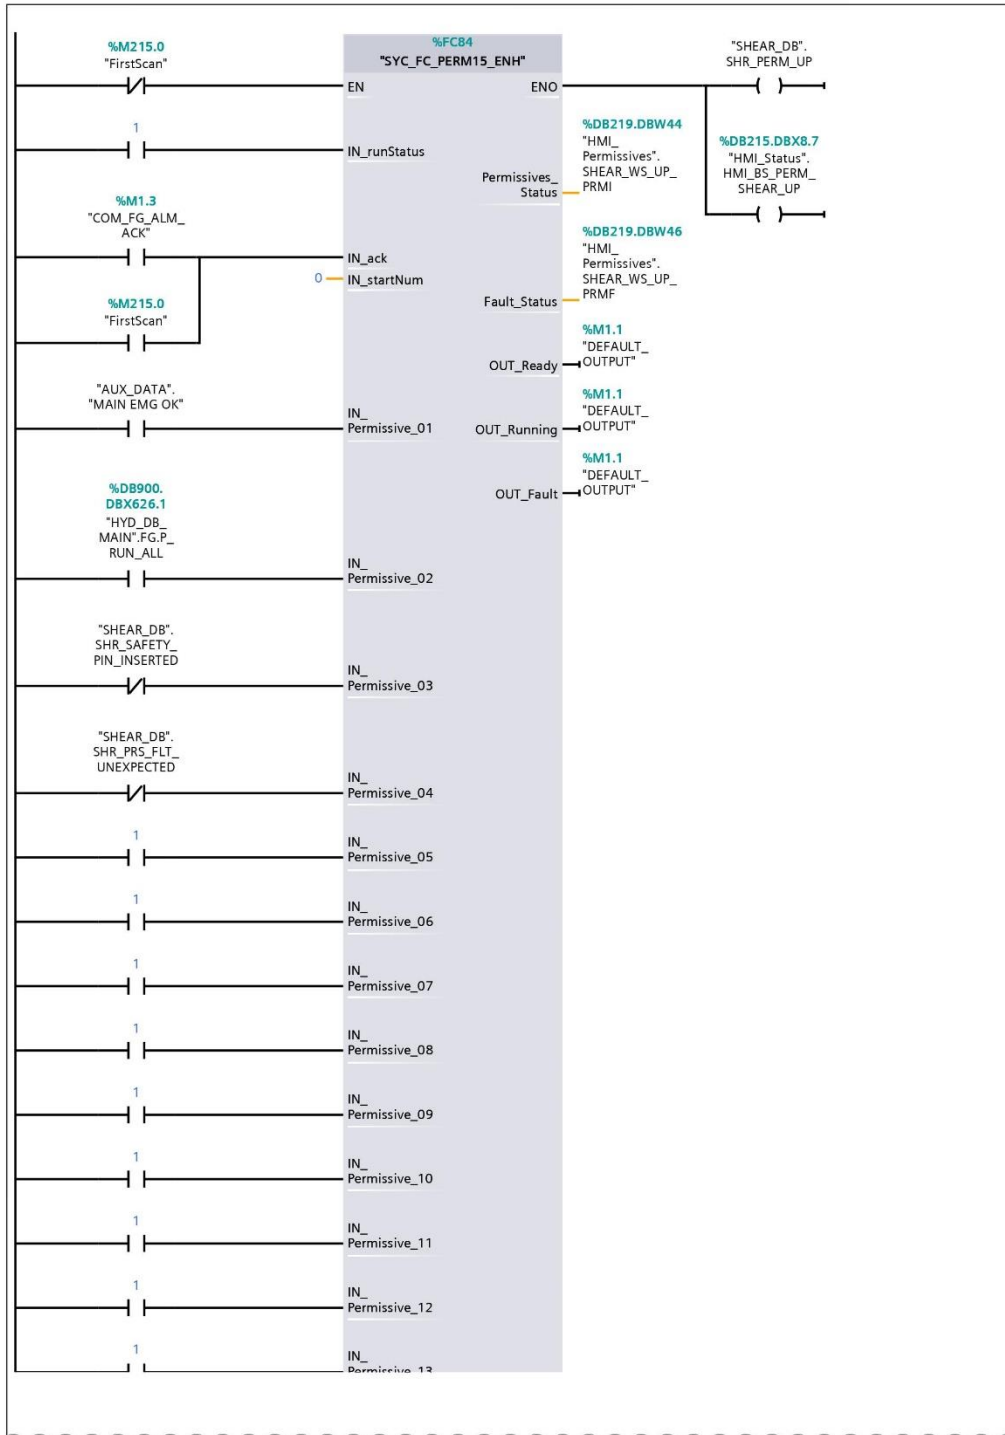 %M215.0
"FirstScan"
%FC84
"SYC_FC_PERM15_ENH"
"SHEAR_DB".
SHR_PERM_UP
EN
ENO
1
IN_runStatus
%DB219.DBW44
"HMI_
Permissives".
SHEAR_WS_UP_
PRMI
Permissives_
Status
%DB215.DBX8.7
"HMI_Status".
HMI_BS_PERM_
SHEAR_UP
%M1.3
"COM_FG_ALM_
ACK"
IN_ack
0
IN_startNum
%DB219.DBW46
"HMI_
Permissives".
SHEAR_WS_UP_
PRMF
Fault_Status
%M215.0
"FirstScan"
%M1.1
"DEFAULT_
OUTPUT"
OUT_Ready
"AUX_DATA".
"MAIN EMG OK"
IN_
Permissive_01
%M1.1
"DEFAULT_
OUTPUT"
OUT_Running
%M1.1
"DEFAULT_
OUTPUT"
OUT_Fault
%DB900.
DBX626.1
"HYD_DB_
MAIN".FG.P_
RUN_ALL
IN_
Permissive_02
"SHEAR_DB".
SHR_SAFETY_
PIN_INSERTED
IN_
Permissive_03
"SHEAR_DB".
SHR_PRS_FLT_
UNEXPECTED
IN_
Permissive_04
1
IN_
Permissive_05
1
IN_
Permissive_06
1
IN_
Permissive_07
1
IN_
Permissive_08
1
IN_
Permissive_09
1
IN_
Permissive_10
1
IN_
Permissive_11
1
IN_
Permissive_12
1
IN_
Permissive_13